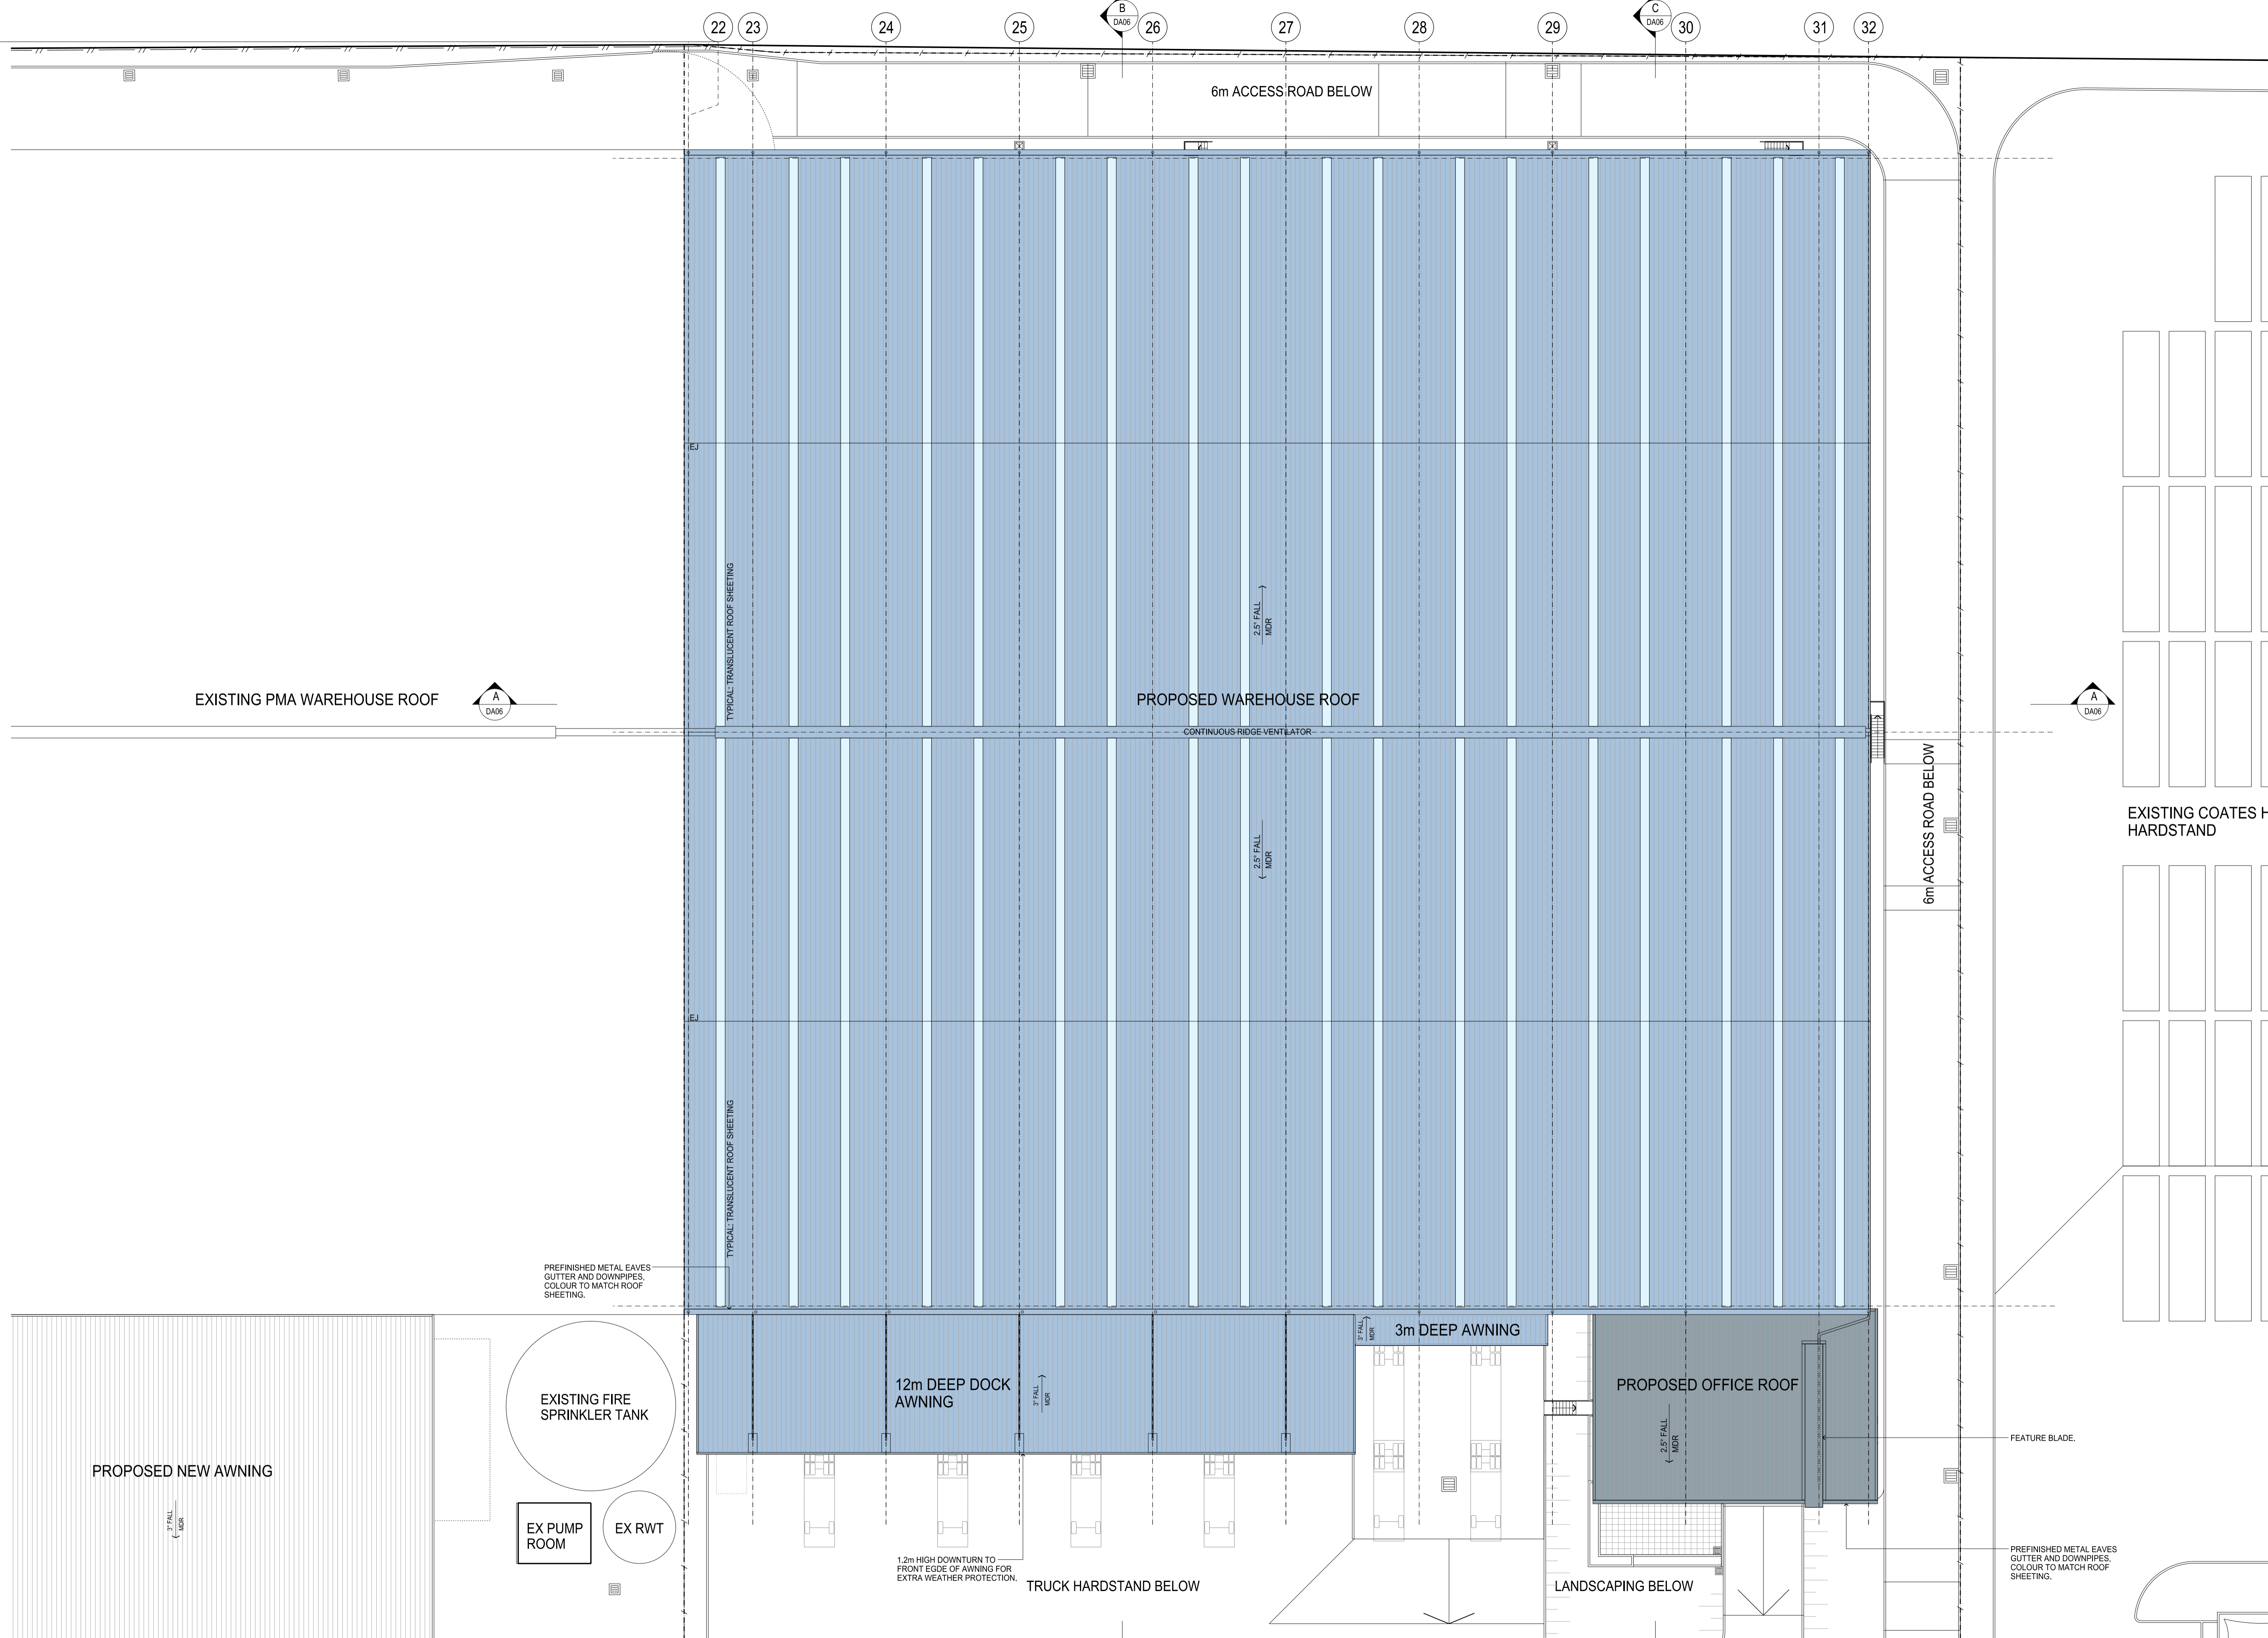 B
DA06
C
DA06
22
23
24
25
26
27
28
29
30
31
32
6m ACCESS ROAD BELOW
EJ
TYPICAL: TRANSLUCENT ROOF SHEETING
2.5° FALL
MDR
EXISTING PMA WAREHOUSE ROOF
A
DA06
PROPOSED WAREHOUSE ROOF
A
DA06
CONTINUOUS RIDGE VENTILATOR
6m ACCESS ROAD BELOW
EXISTING COATES H
HARDSTAND
2.5° FALL
MDR
EJ
TYPICAL: TRANSLUCENT ROOF SHEETING
PREFINISHED METAL EAVES
GUTTER AND DOWNPIPES,
COLOUR TO MATCH ROOF
SHEETING.
3° FALL
MDR
3m DEEP AWNING
12m DEEP DOCK
AWNING
3° FALL
MDR
PROPOSED OFFICE ROOF
2.5° FALL
MDR
EXISTING FIRE
SPRINKLER TANK
FEATURE BLADE.
PROPOSED NEW AWNING
3° FALL
MDR
EX PUMP
ROOM
EX RWT
1.2m HIGH DOWNTURN TO
FRONT EGDE OF AWNING FOR
EXTRA WEATHER PROTECTION.
TRUCK HARDSTAND BELOW
LANDSCAPING BELOW
PREFINISHED METAL EAVES
GUTTER AND DOWNPIPES,
COLOUR TO MATCH ROOF
SHEETING.